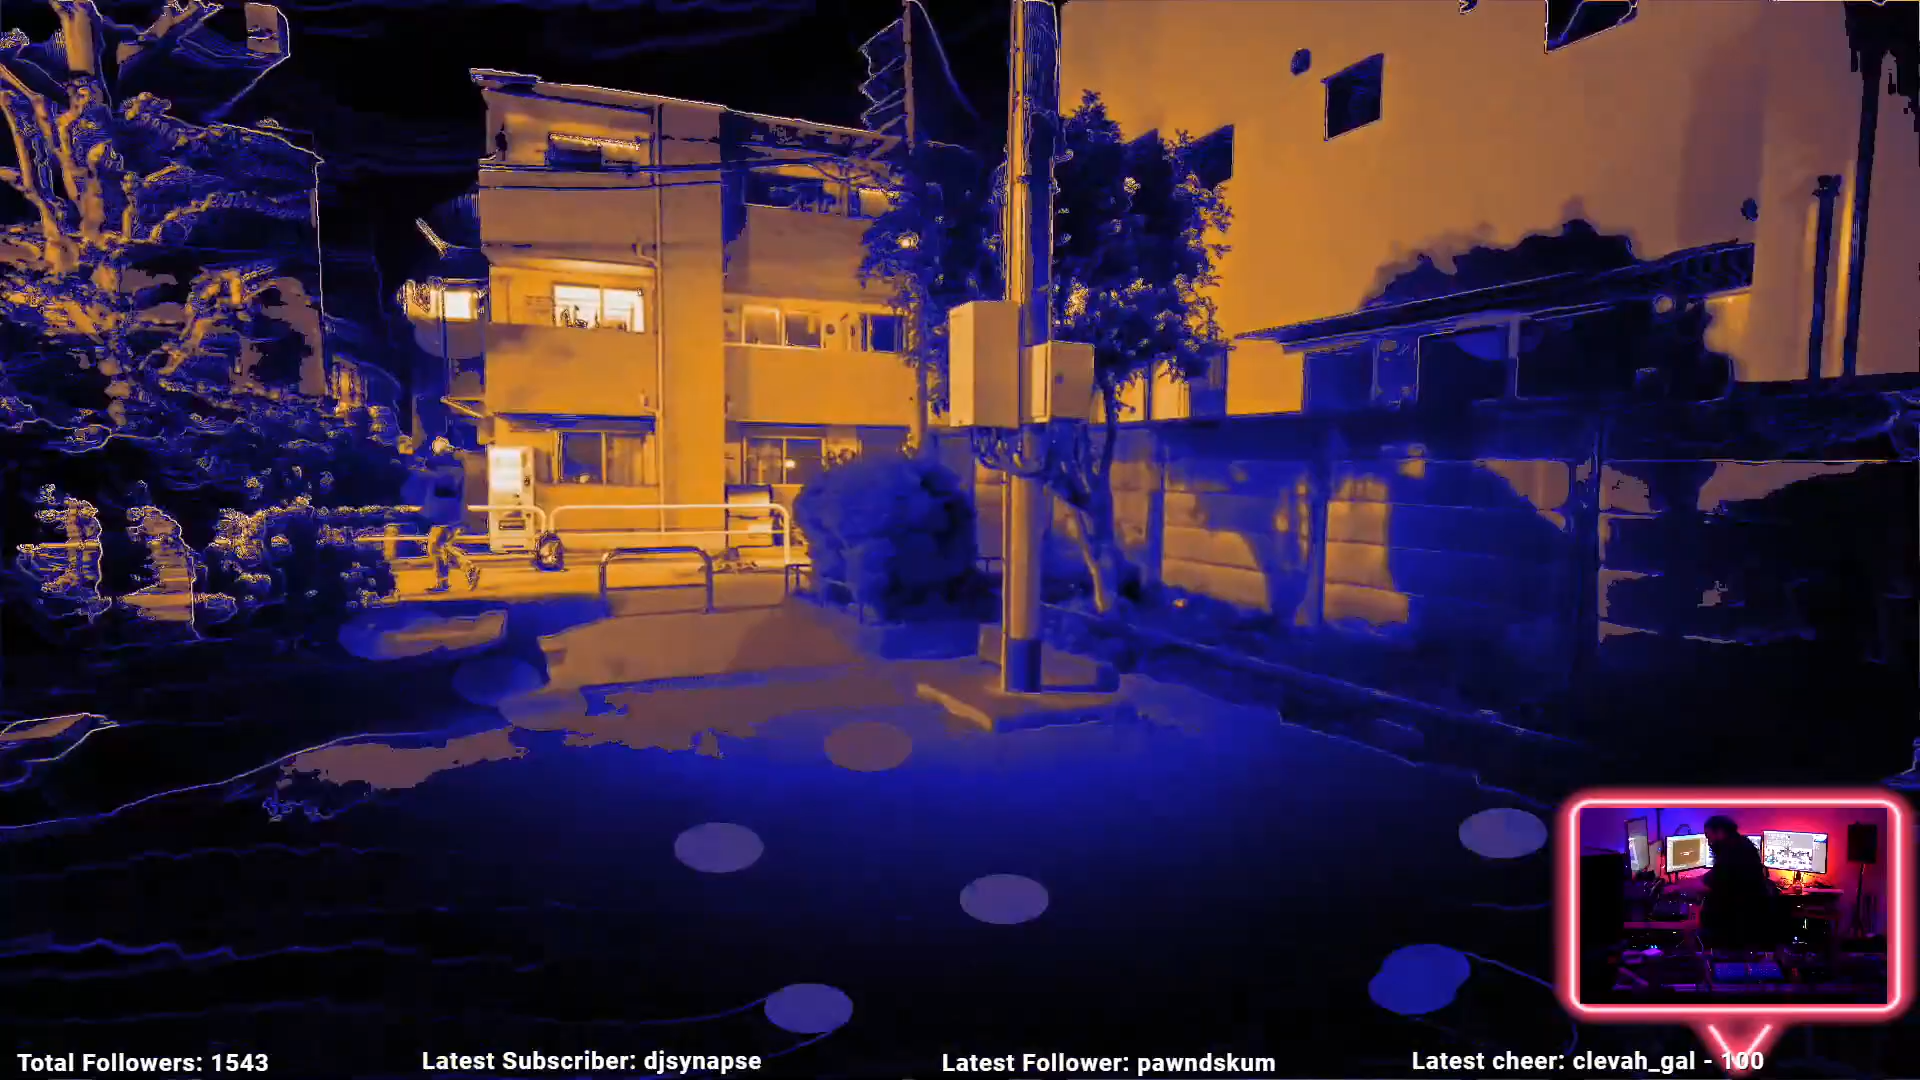 Total Followers: 1543
Latest Subscriber: djsynapse
Latest Follower: pawndskum
Latest cheer: clevah_gal - 100